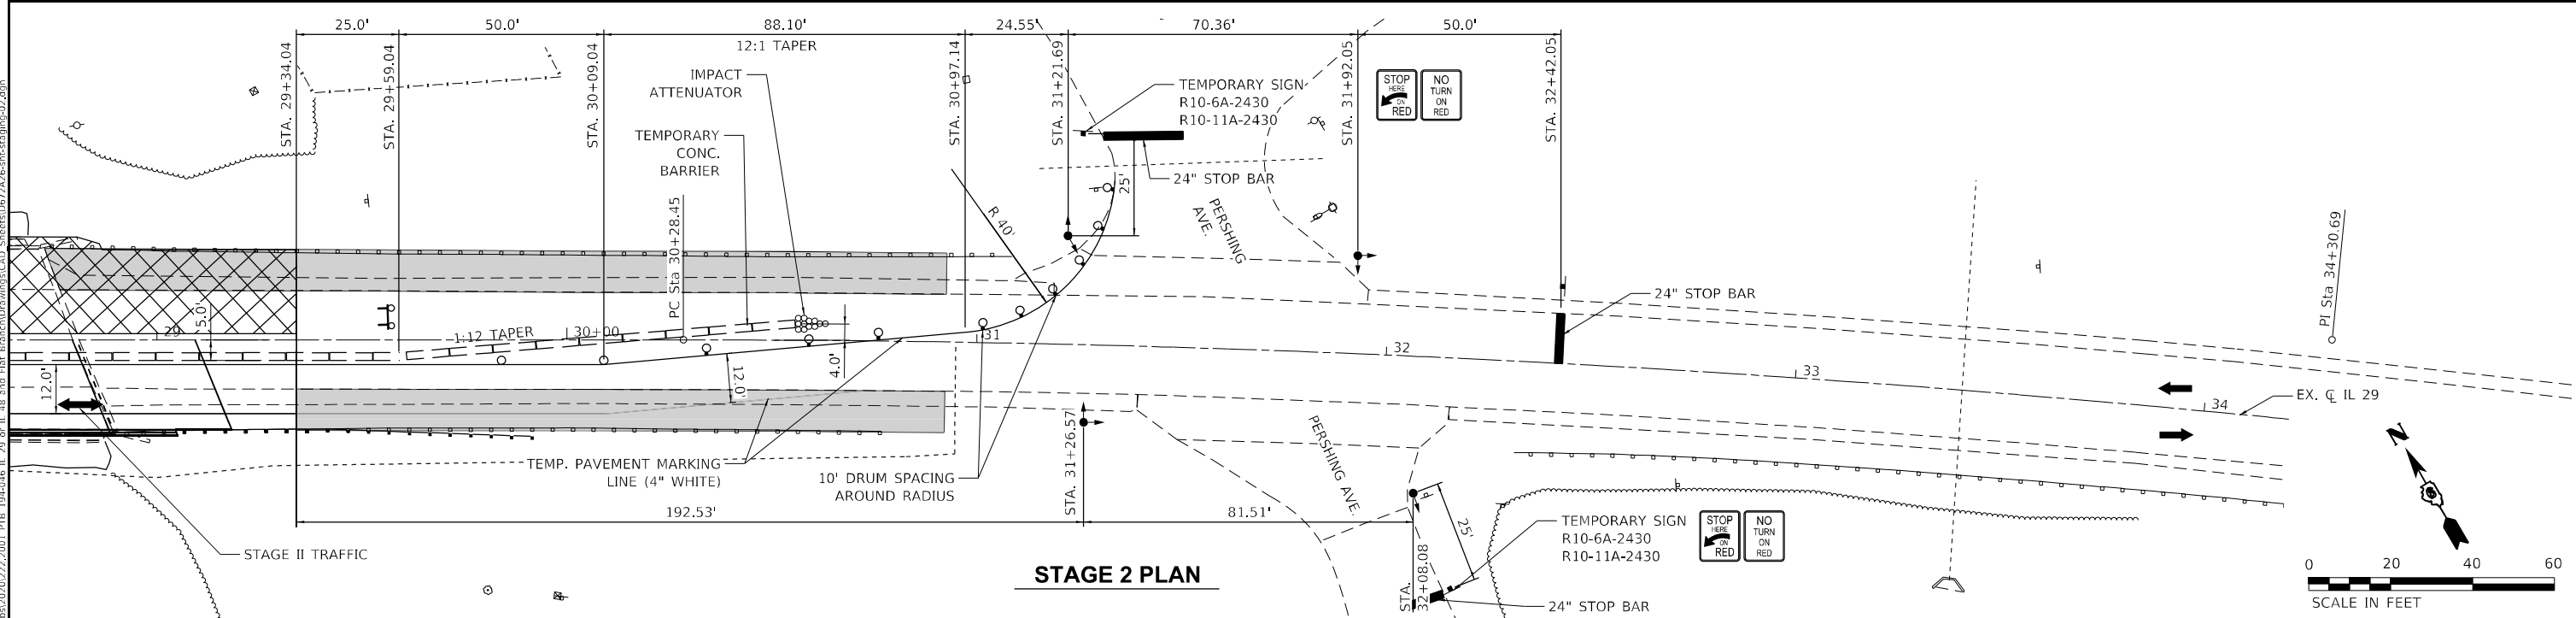 25.0'
50.0'
88.10'
24.55'
70.36'
50.0'
12:1 TAPER
STA. 29+34.04
STA. 29+59.04
STA. 30+09.04
STA. 30+97.14
STA. 31+21.69
STA. 31+92.05
STA. 32+42.05
IMPACT
ATTENUATOR
TEMPORARY
CONC.
BARRIER
TEMPORARY SIGN
R10-6A-2430
R10-11A-2430
STOP
HERE
ON
RED
NO
TURN
ON
RED
24" STOP BAR
25'
PERSHING
AVE.
R 40'
PC Sta 30+28.45
PI Sta 34+30.69
24" STOP BAR
29
5.0'
1:12 TAPER
30+00
31
32
33
34
12.0'
12.0'
4.0'
EX. ℄ IL 29
N
TEMP. PAVEMENT MARKING
LINE (4" WHITE)
10' DRUM SPACING
AROUND RADIUS
STA. 31+26.57
PERSHING AVE.
192.53'
81.51'
25'
STAGE II TRAFFIC
TEMPORARY SIGN
R10-6A-2430
R10-11A-2430
STOP
HERE
ON
RED
NO
TURN
ON
RED
STA.
32+08.08
24" STOP BAR
STAGE 2 PLAN
0 20 40 60
SCALE IN FEET